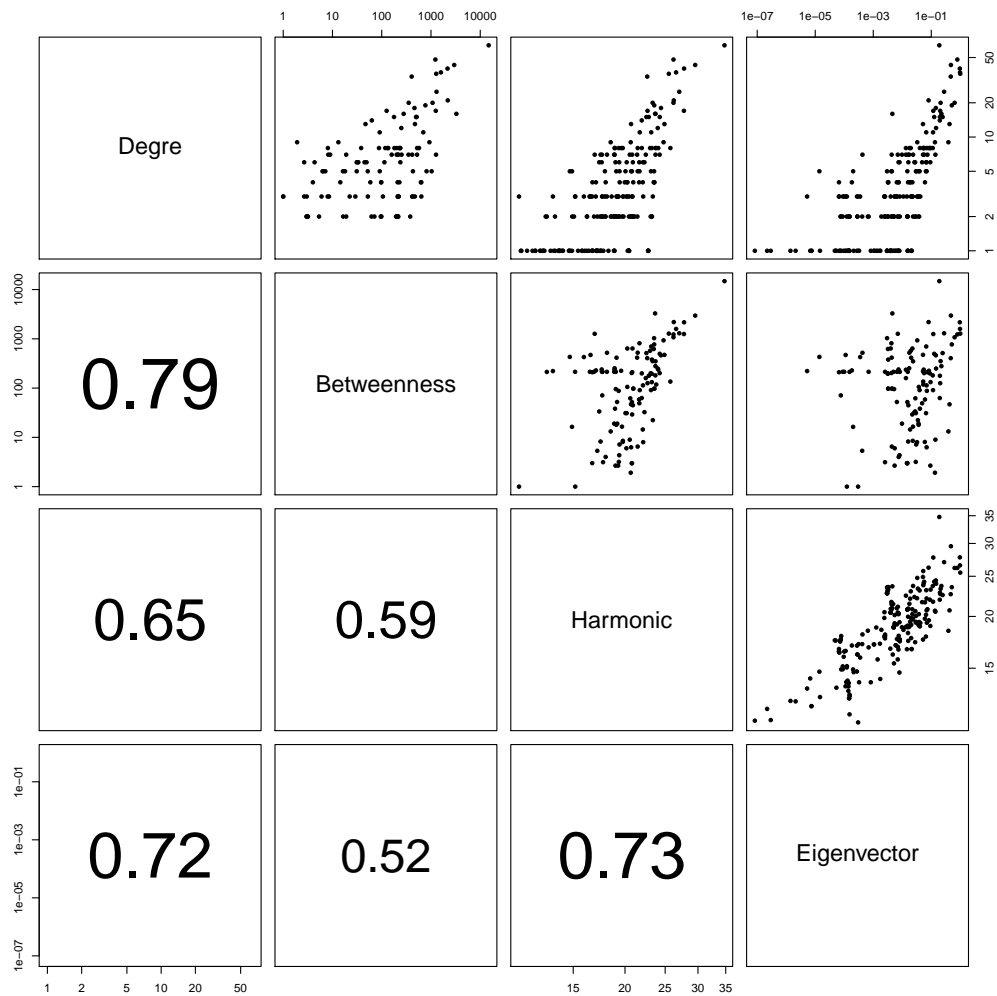 1 10 100 1000 10000 1e−07 1e−05 1e−03 1e−01
Degre
1 2 5 10 20 50
0.79
Betweenness
1 10 100 1000 10000
0.65
0.59
Harmonic
15 20 25 30 35
0.72
0.52
0.73
Eigenvector
1e−07 1e−05 1e−03 1e−01
1 2 5 10 20 50 15 20 25 30 35